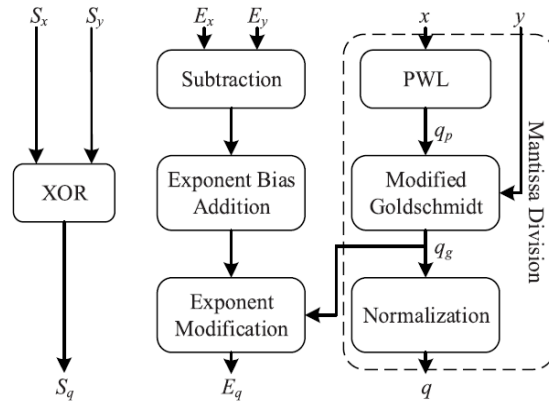 Sx Sy Ex Ey x y
Subtraction
PWL
qp
XOR
Exponent Bias
Addition
Modified
Goldschmidt
Mantissa Division
qg
Exponent
Modification
Normalization
Sq Eq q